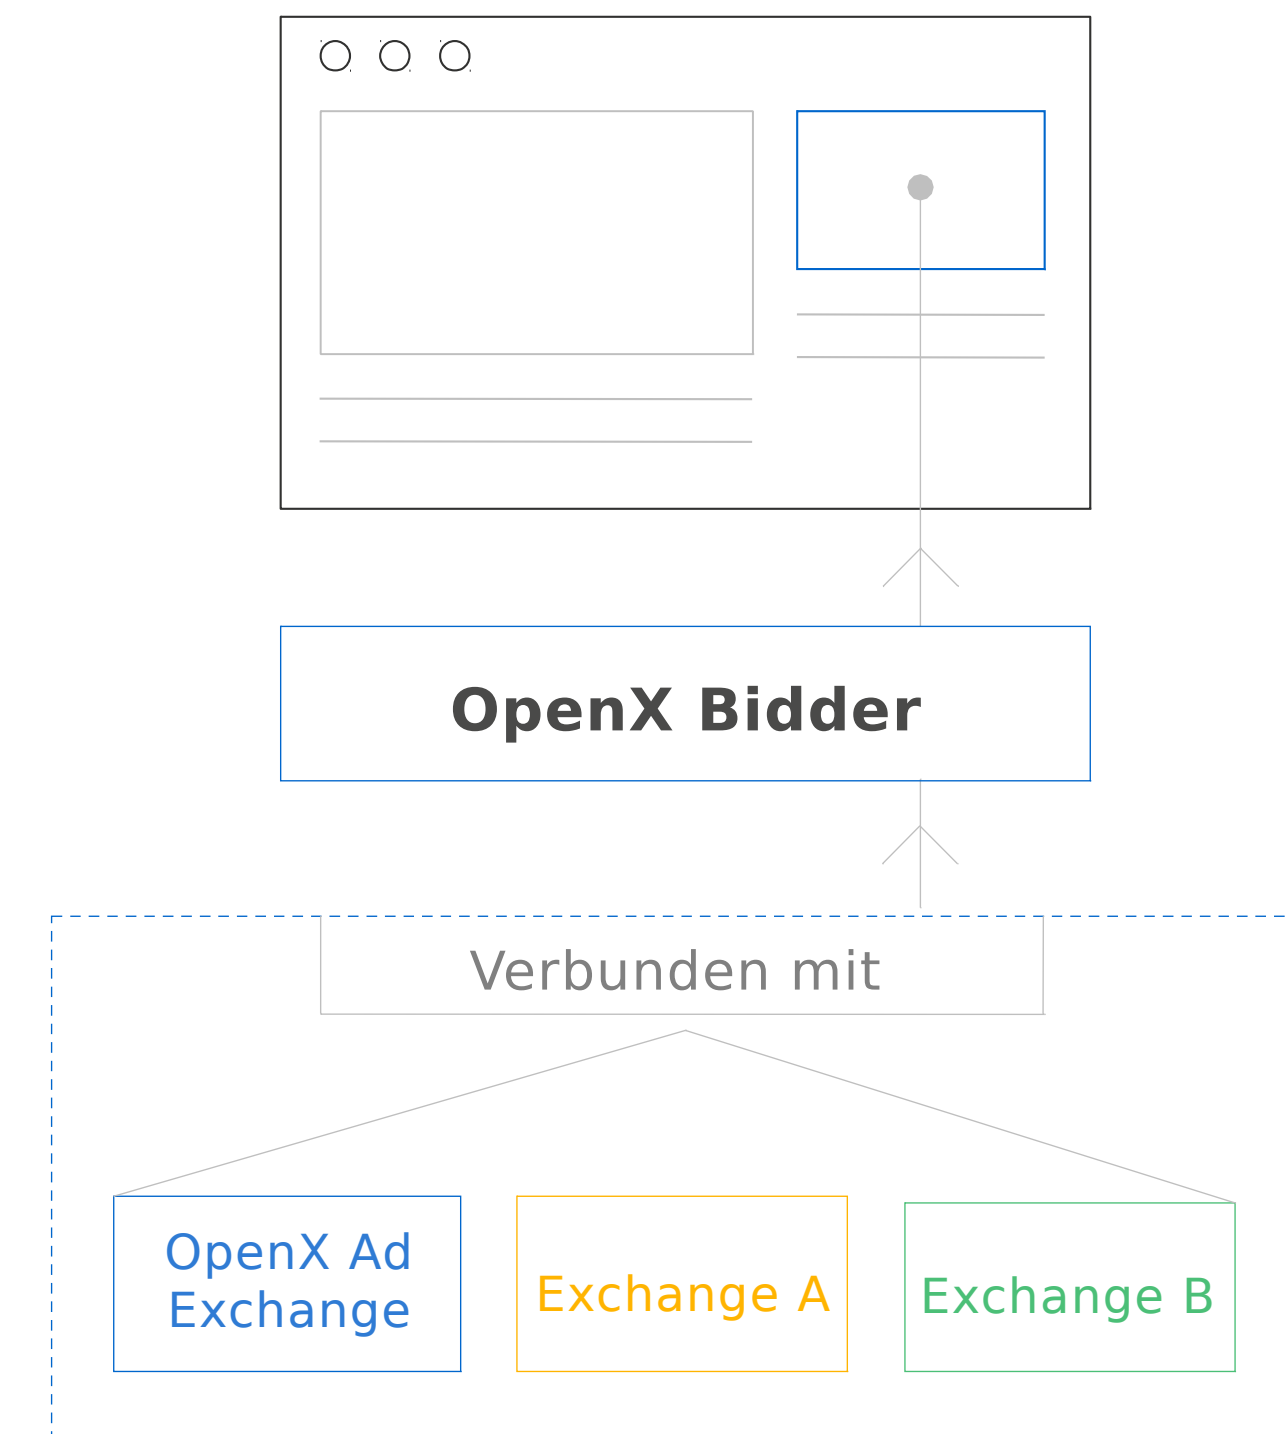 OpenX Bidder
Verbunden mit
OpenX Ad
Exchange
Exchange A
Exchange B